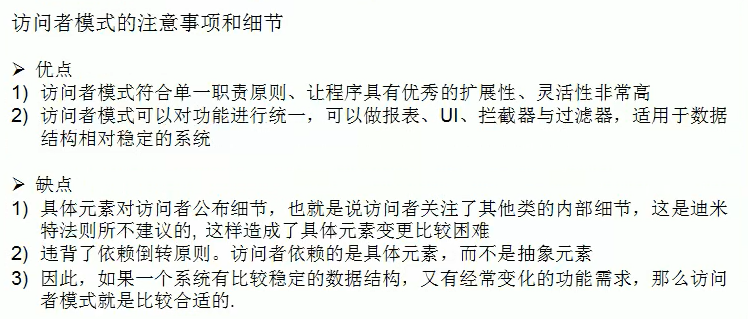 访问者模式的注意事项和细节
➢ 优点
1) 访问者模式符合单一职责原则、让程序具有优秀的扩展性、灵活性非常高
2) 访问者模式可以对功能进行统一，可以做报表、UI、拦截器与过滤器，适用于数据
结构相对稳定的系统
➢ 缺点
1) 具体元素对访问者公布细节，也就是说访问者关注了其他类的内部细节，这是迪米
特法则所不建议的, 这样造成了具体元素变更比较困难
2) 违背了依赖倒转原则。访问者依赖的是具体元素，而不是抽象元素
3) 因此，如果一个系统有比较稳定的数据结构，又有经常变化的功能需求，那么访问
者模式就是比较合适的.